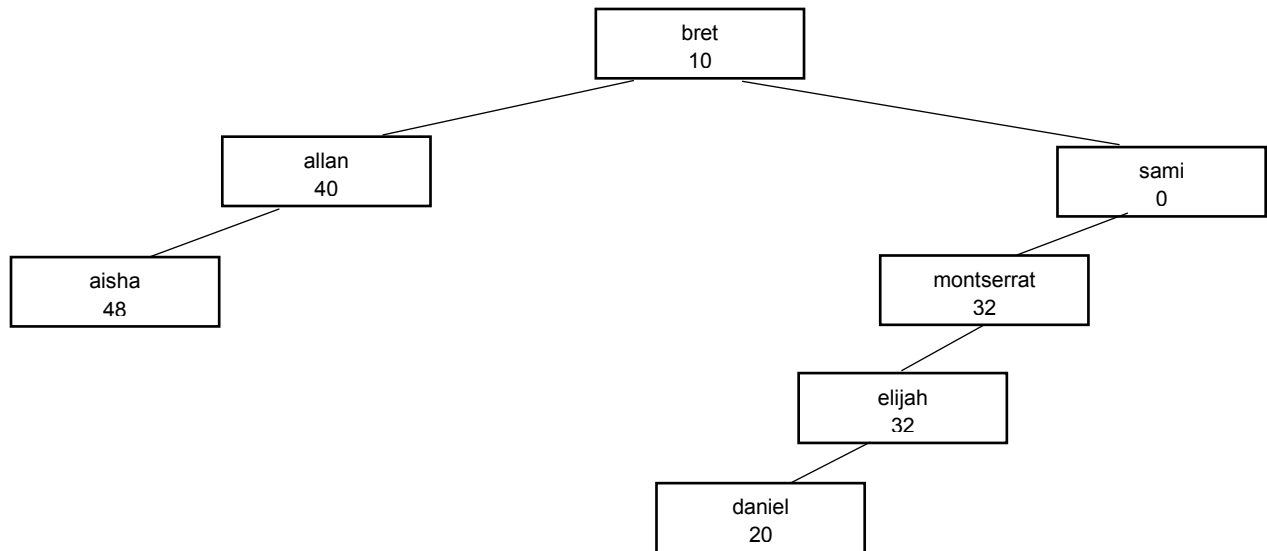 bret
10
allan
40
sami
0
aisha
48
montserrat
32
elijah
32
daniel
20